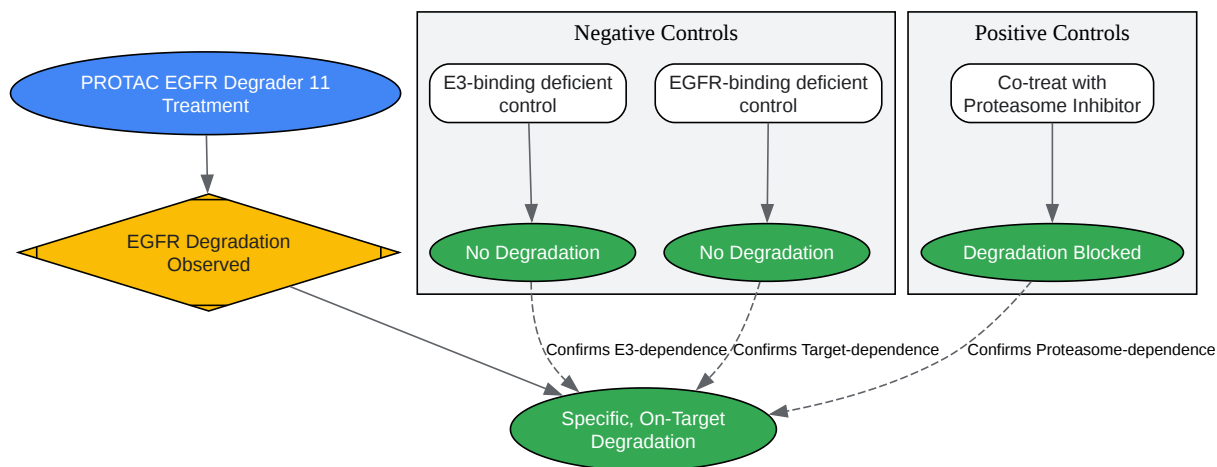 Negative Controls
Positive Controls
PROTAC EGFR Degrader 11
Treatment
E3-binding deficient
control
EGFR-binding deficient
control
Co-treat with
Proteasome Inhibitor
EGFR Degradation
Observed
No Degradation
No Degradation
Degradation Blocked
Confirms E3-dependence
Confirms Target-dependence
Confirms Proteasome-dependence
Specific, On-Target
Degradation